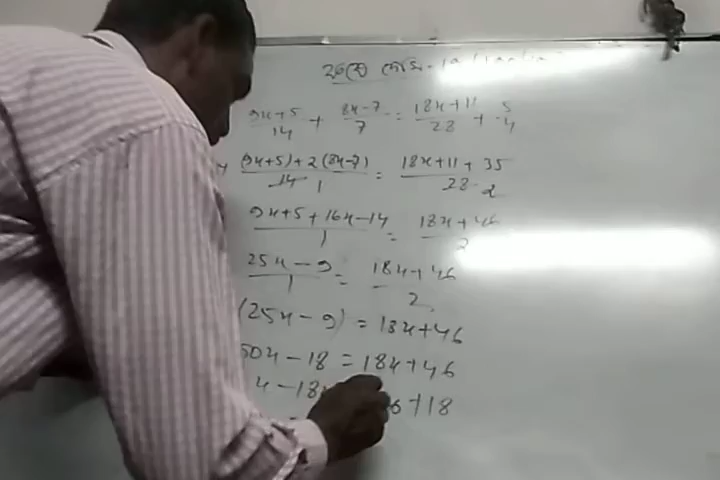 9x+5/14 + 8x-7/7 = 18x+11/28 + 5/4
(9x+5)+2(8x-7)/14 1 = 18x+11+35/28 2
9x+5+16x-14/1 = 18x+46/2
25x-9/1 = 18x+46/2
(25x-9) = 18x+46
50x-18 = 18x+46
x-18 6+18
=